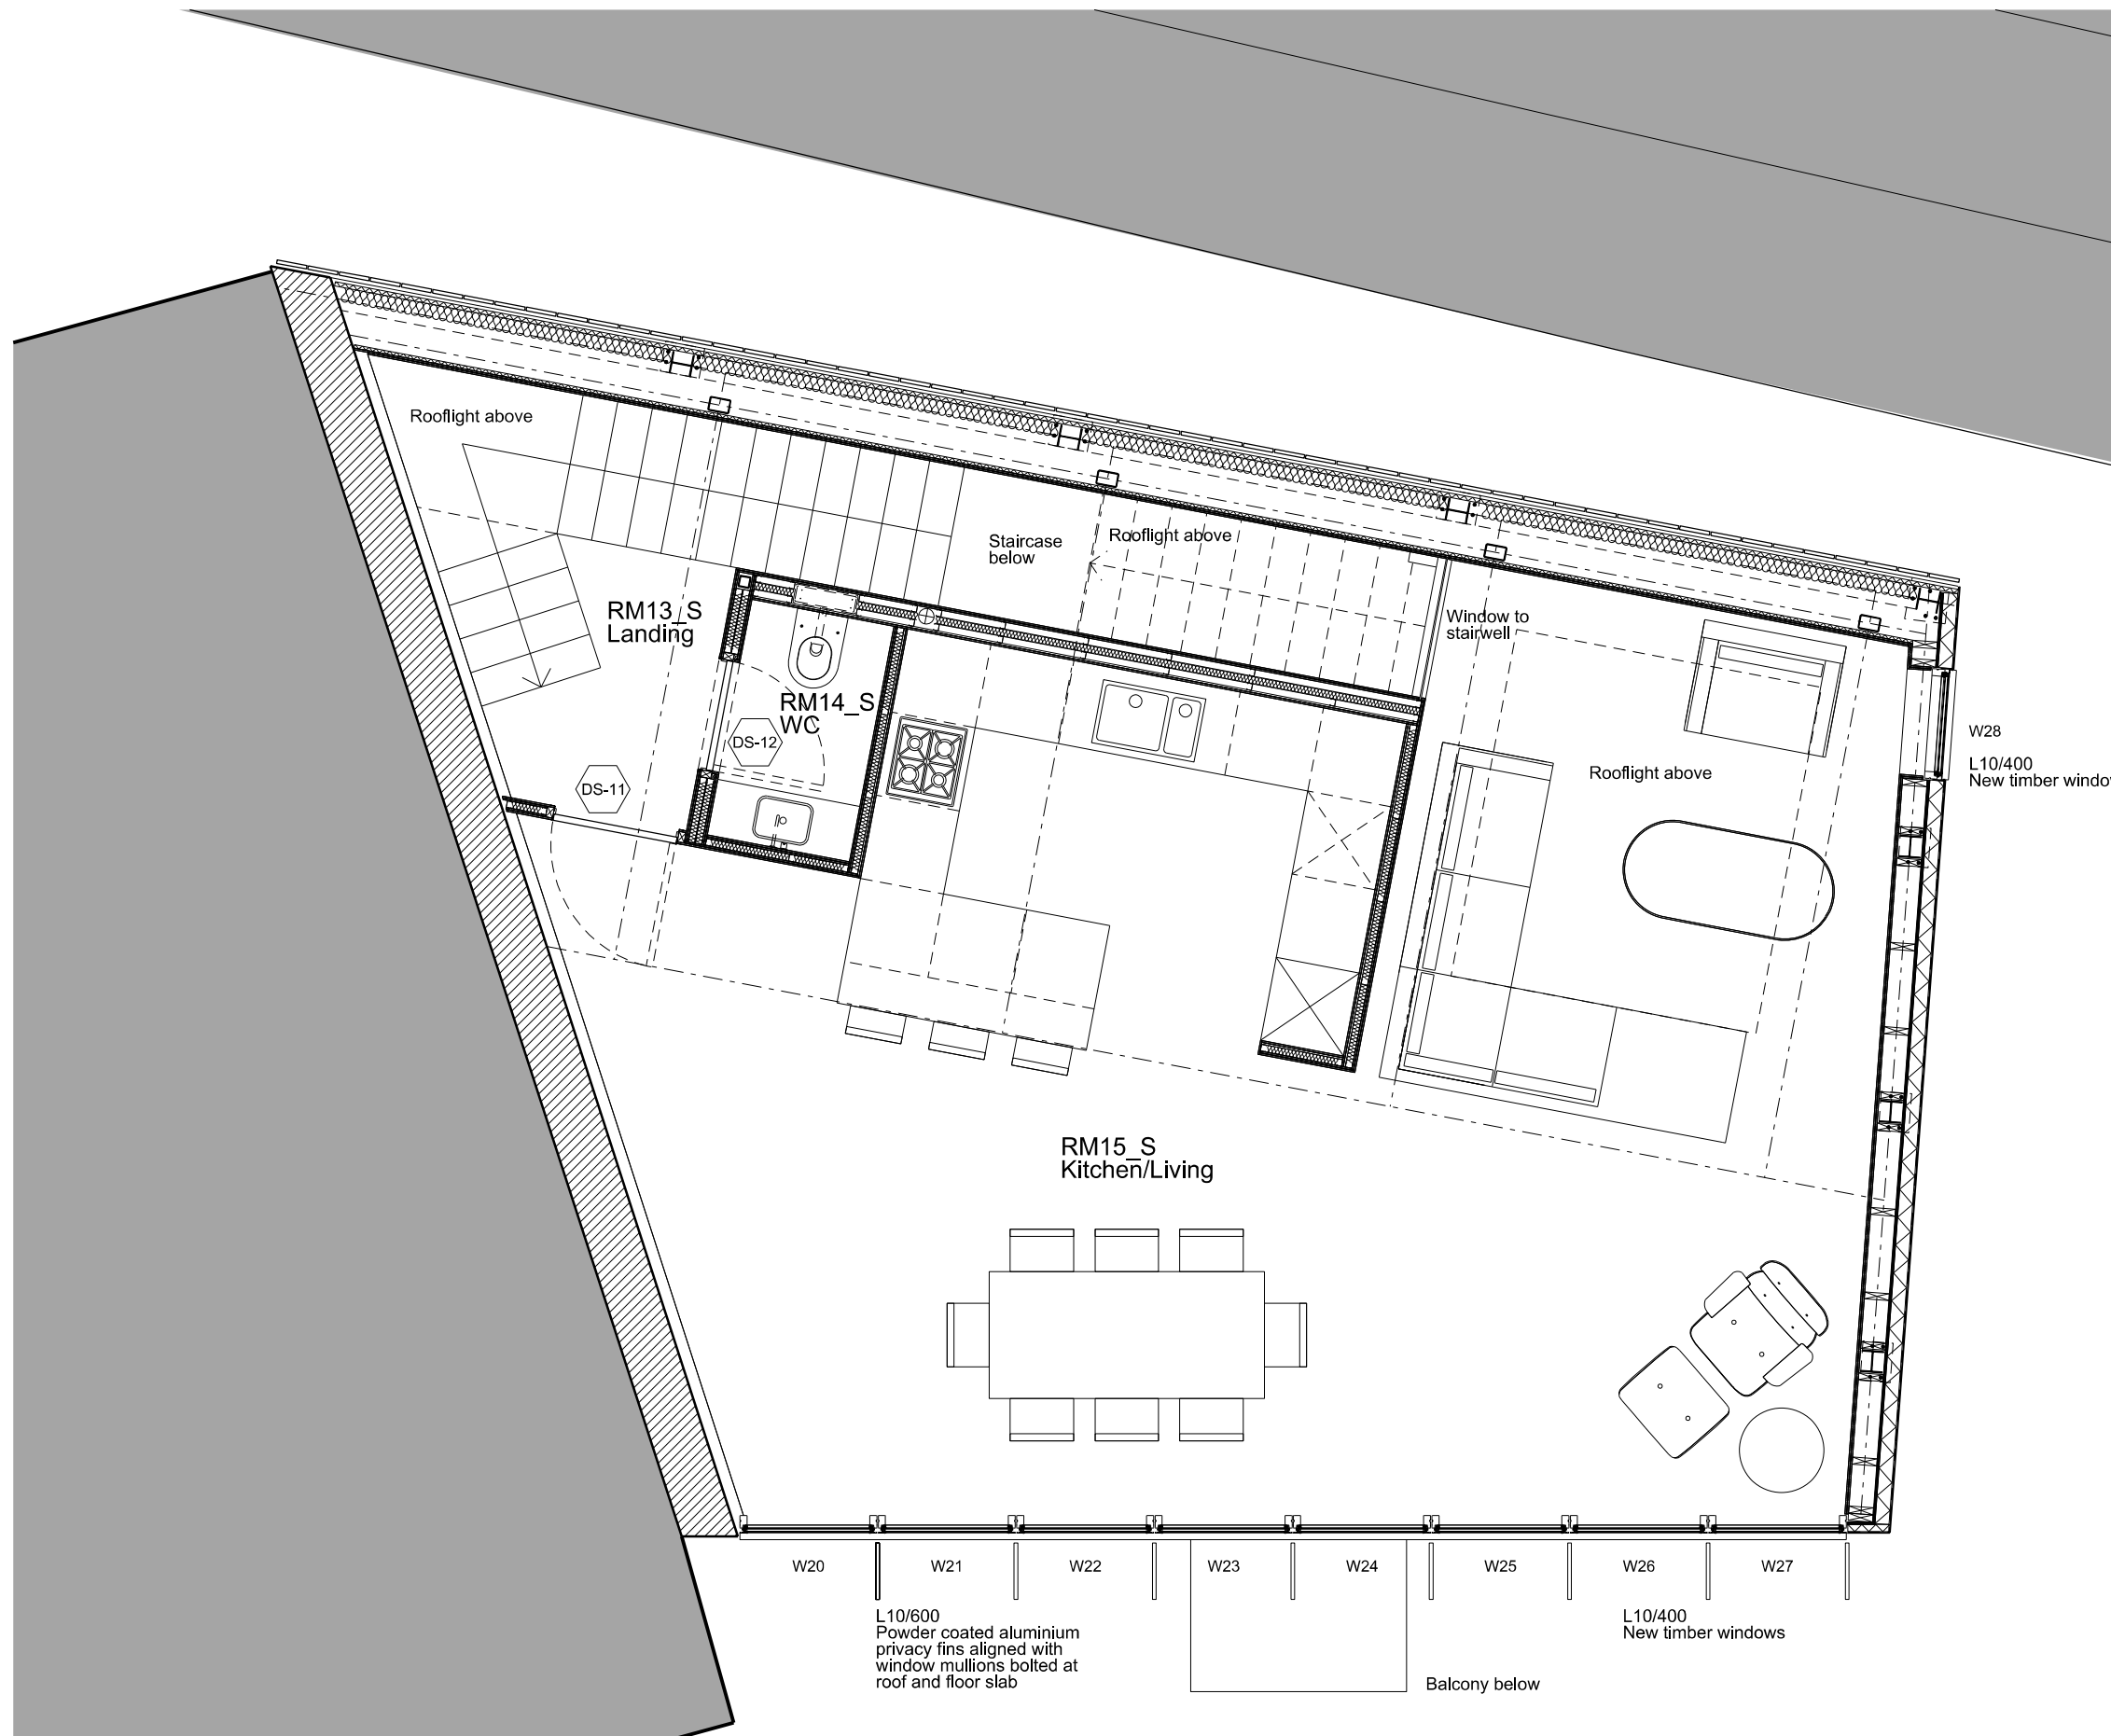 Rooflight above
Staircase
below
Rooflight above
RM13_S
Landing
Window to
stairwell
RM14_S
WC
DS-12
DS-11
Rooflight above
W28
L10/400
New timber window
RM15_S
Kitchen/Living
W20
W21
W22
W23
W24
W25
W26
W27
L10/600
Powder coated aluminium
privacy fins aligned with
window mullions bolted at
roof and floor slab
L10/400
New timber windows
Balcony below